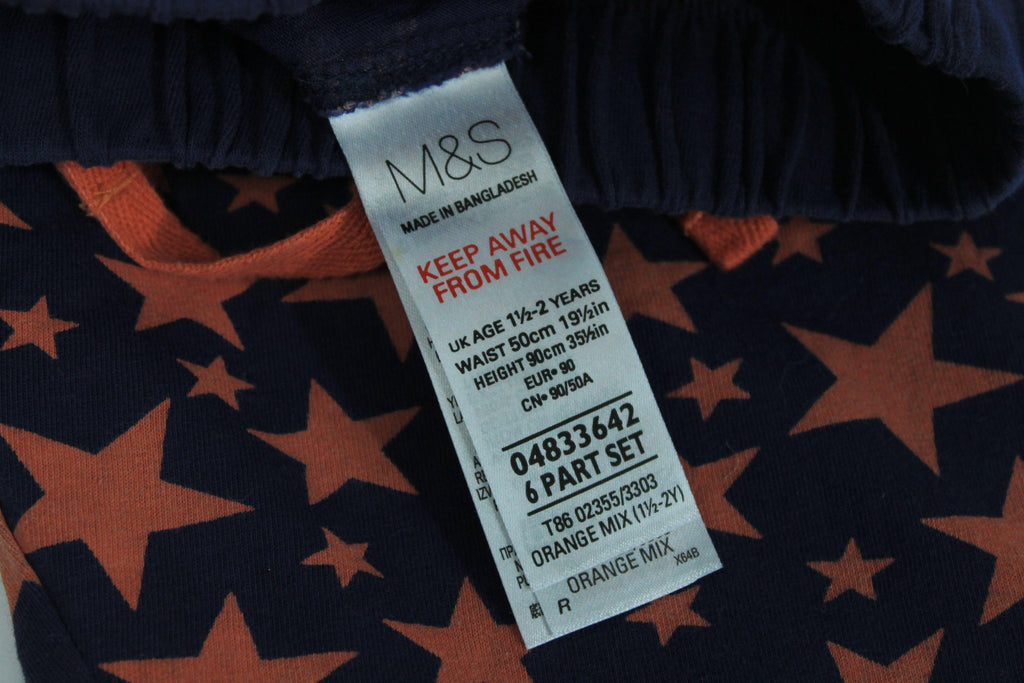 M&S
MADE IN BANGLADESH
KEEP AWAY
FROM FIRE
UK AGE 1½-2 YEARS
WAIST 50cm 19½in
HEIGHT 90cm 35½in
EUR• 90
CN• 90/50A
04833642
6 PART SET
T86 02355/3303
ORANGE MIX (1½-2Y)
ORANGE MIX X64B
R